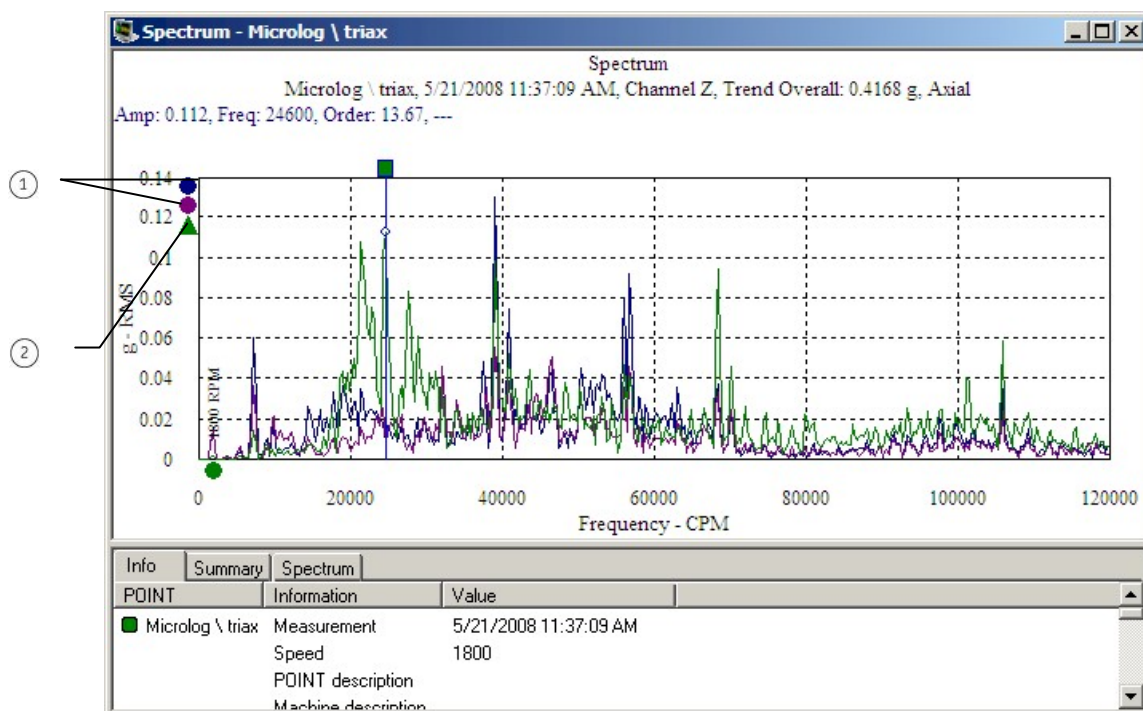 Spectrum - Microlog \ triax
Spectrum
Microlog \ triax, 5/21/2008 11:37:09 AM, Channel Z, Trend Overall: 0.4168 g, Axial
Amp: 0.112, Freq: 24600, Order: 13.67, ---
1
2
0.14
0.12
0.1
0.08
0.06
0.04
0.02
0
g - RMS
1800 RPM
0 20000 40000 60000 80000 100000 120000
Frequency - CPM
Info Summary Spectrum
POINT Information Value
Microlog \ triax Measurement 5/21/2008 11:37:09 AM
Speed 1800
POINT description
Machine description